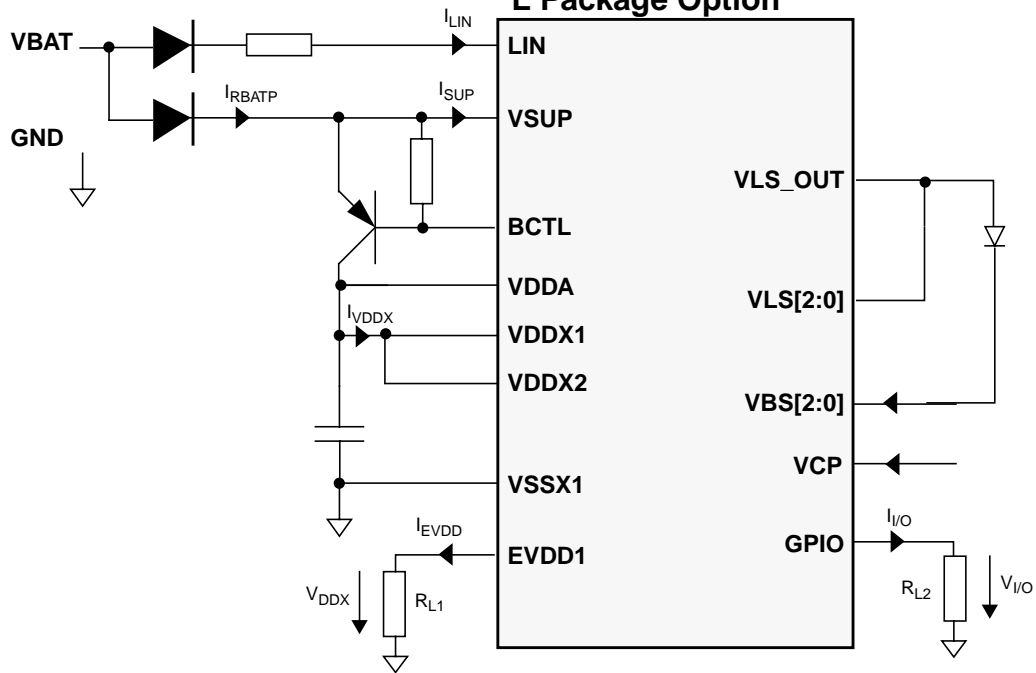 L Package Option
VBAT
I_LIN
LIN
I_RBATP
I_SUP
VSUP
GND
VLS_OUT
BCTL
VDDA
VLS[2:0]
I_VDDX
VDDX1
VDDX2
VBS[2:0]
VCP
VSSX1
I_EVDD
EVDD1
I_I/O
GPIO
V_DDX
R_L1
R_L2
V_I/O